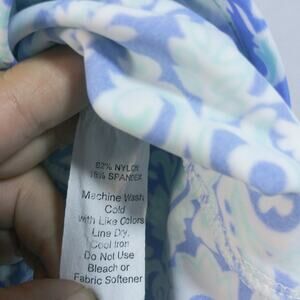 82% NYLON
18% SPANDEX
Machine Wash
Cold
with Like Colors
Line Dry,
Cool Iron
Do Not Use
Bleach or
Fabric Softener